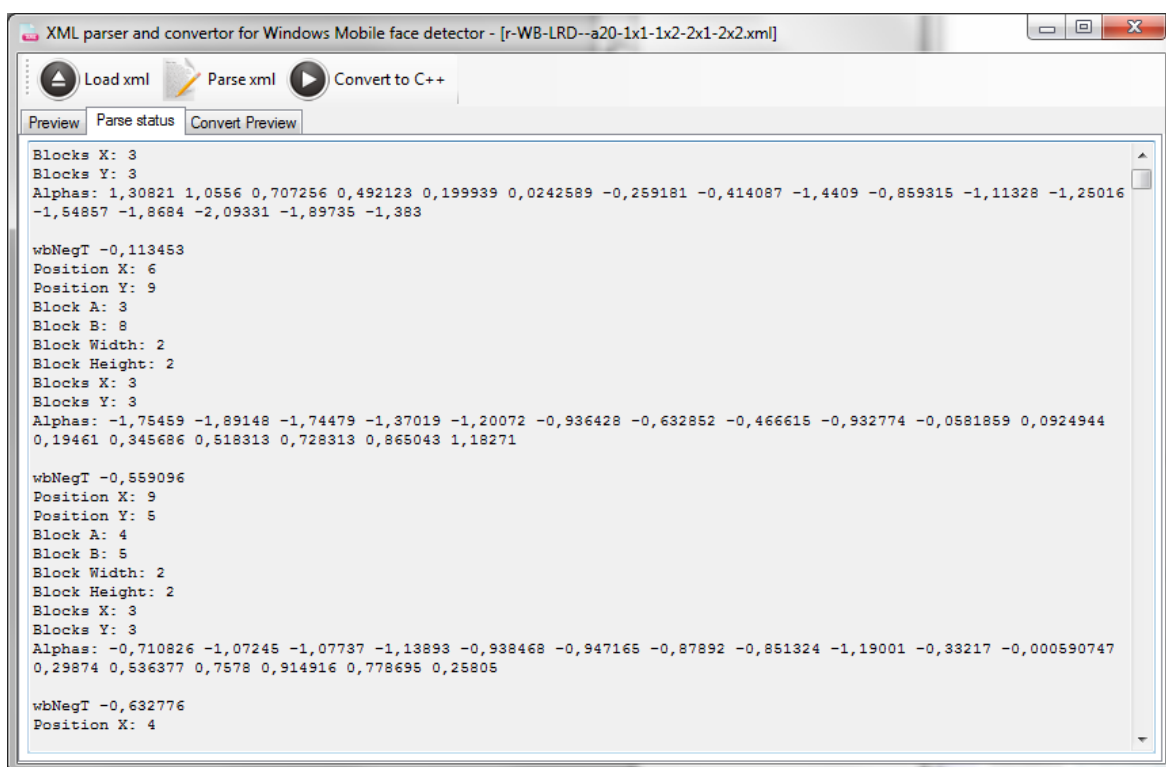 XML parser and convertor for Windows Mobile face detector - [r-WB-LRD--a20-1x1-1x2-2x1-2x2.xml]
Load xml Parse xml Convert to C++
Preview Parse status Convert Preview
Blocks X: 3
Blocks Y: 3
Alphas: 1,30821 1,0556 0,707256 0,492123 0,199939 0,0242589 -0,259181 -0,414087 -1,4409 -0,859315 -1,11328 -1,25016
-1,54857 -1,8684 -2,09331 -1,89735 -1,383
wbNegT -0,113453
Position X: 6
Position Y: 9
Block A: 3
Block B: 8
Block Width: 2
Block Height: 2
Blocks X: 3
Blocks Y: 3
Alphas: -1,75459 -1,89148 -1,74479 -1,37019 -1,20072 -0,936428 -0,632852 -0,466615 -0,932774 -0,0581859 0,0924944
0,19461 0,345686 0,518313 0,728313 0,865043 1,18271
wbNegT -0,559096
Position X: 9
Position Y: 5
Block A: 4
Block B: 5
Block Width: 2
Block Height: 2
Blocks X: 3
Blocks Y: 3
Alphas: -0,710826 -1,07245 -1,07737 -1,13893 -0,938468 -0,947165 -0,87892 -0,851324 -1,19001 -0,33217 -0,000590747
0,29874 0,536377 0,7578 0,914916 0,778695 0,25805
wbNegT -0,632776
Position X: 4